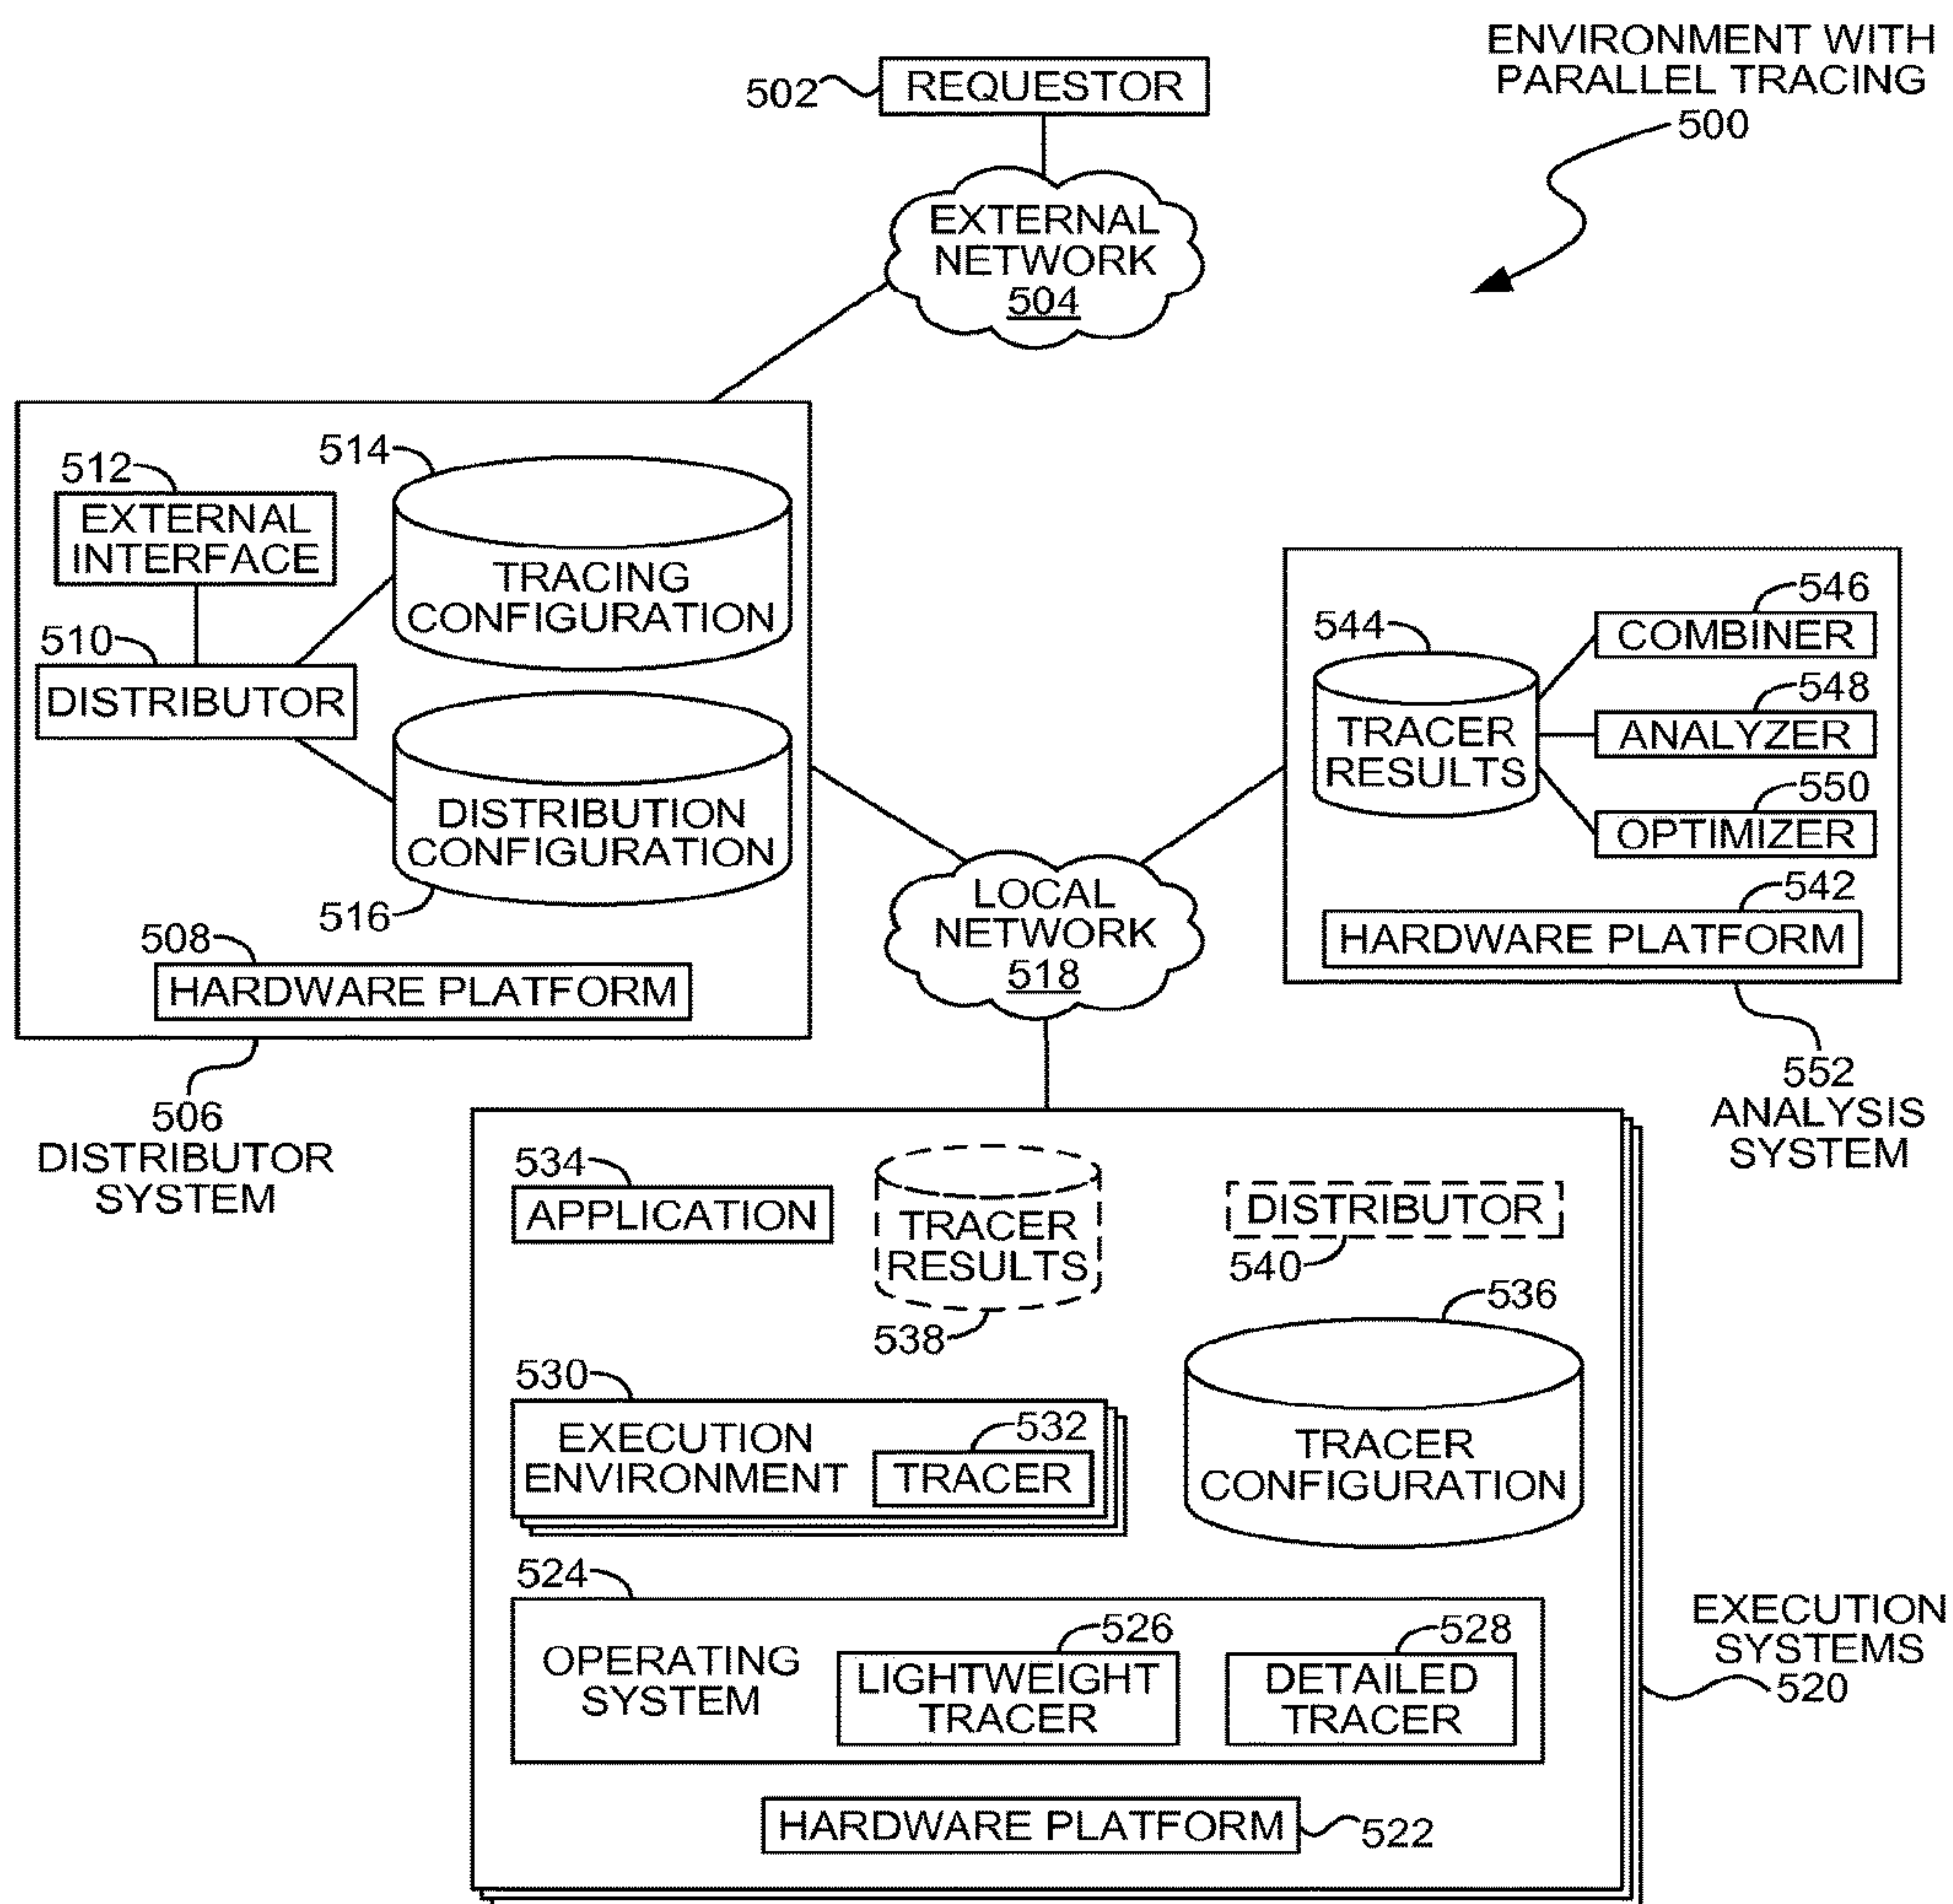 ENVIRONMENT WITH
PARALLEL TRACING
500
502
REQUESTOR
EXTERNAL
NETWORK
504
512
EXTERNAL
INTERFACE
514
TRACING
CONFIGURATION
510
DISTRIBUTOR
DISTRIBUTION
CONFIGURATION
516
508
HARDWARE PLATFORM
506
DISTRIBUTOR
SYSTEM
LOCAL
NETWORK
518
544
TRACER
RESULTS
546
COMBINER
548
ANALYZER
550
OPTIMIZER
542
HARDWARE PLATFORM
552
ANALYSIS
SYSTEM
534
APPLICATION
TRACER
RESULTS
538
DISTRIBUTOR
540
536
TRACER
CONFIGURATION
530
EXECUTION
ENVIRONMENT
532
TRACER
524
OPERATING
SYSTEM
526
LIGHTWEIGHT
TRACER
528
DETAILED
TRACER
HARDWARE PLATFORM
522
EXECUTION
SYSTEMS
520